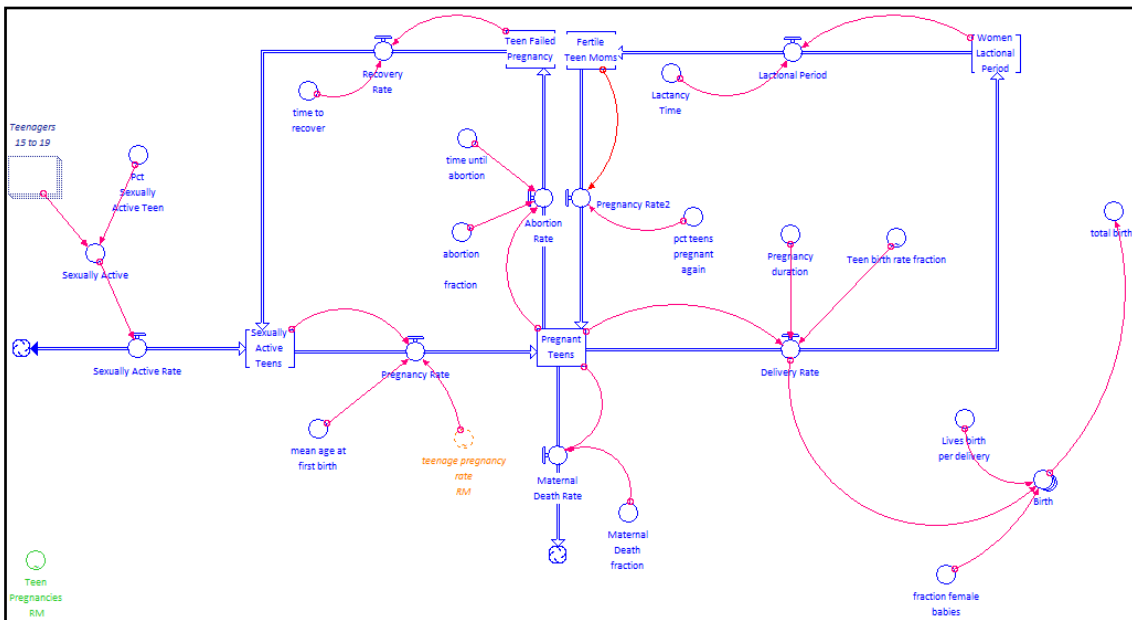 Teen Failed
Pregnancy
Fertile
Teen Moms
Women
Lactional
Period
Recovery
Rate
Lactional Period
time to
recover
Lactancy
Time
Teenagers
15 to 19
Pct
Sexually
Active Teen
time until
abortion
Abortion
Rate
Pregnancy Rate2
abortion
fraction
pct teens
pregnant
again
Pregnancy
duration
Teen birth rate fraction
total birth
Sexually Active
Sexually
Active
Teens
Pregnant
Teens
Sexually Active Rate
Pregnancy Rate
Delivery Rate
mean age at
first birth
teenage pregnancy
rate
RM
Maternal
Death Rate
Maternal
Death
fraction
Lives birth
per delivery
Birth
fraction female
babies
Teen
Pregnancies
RM